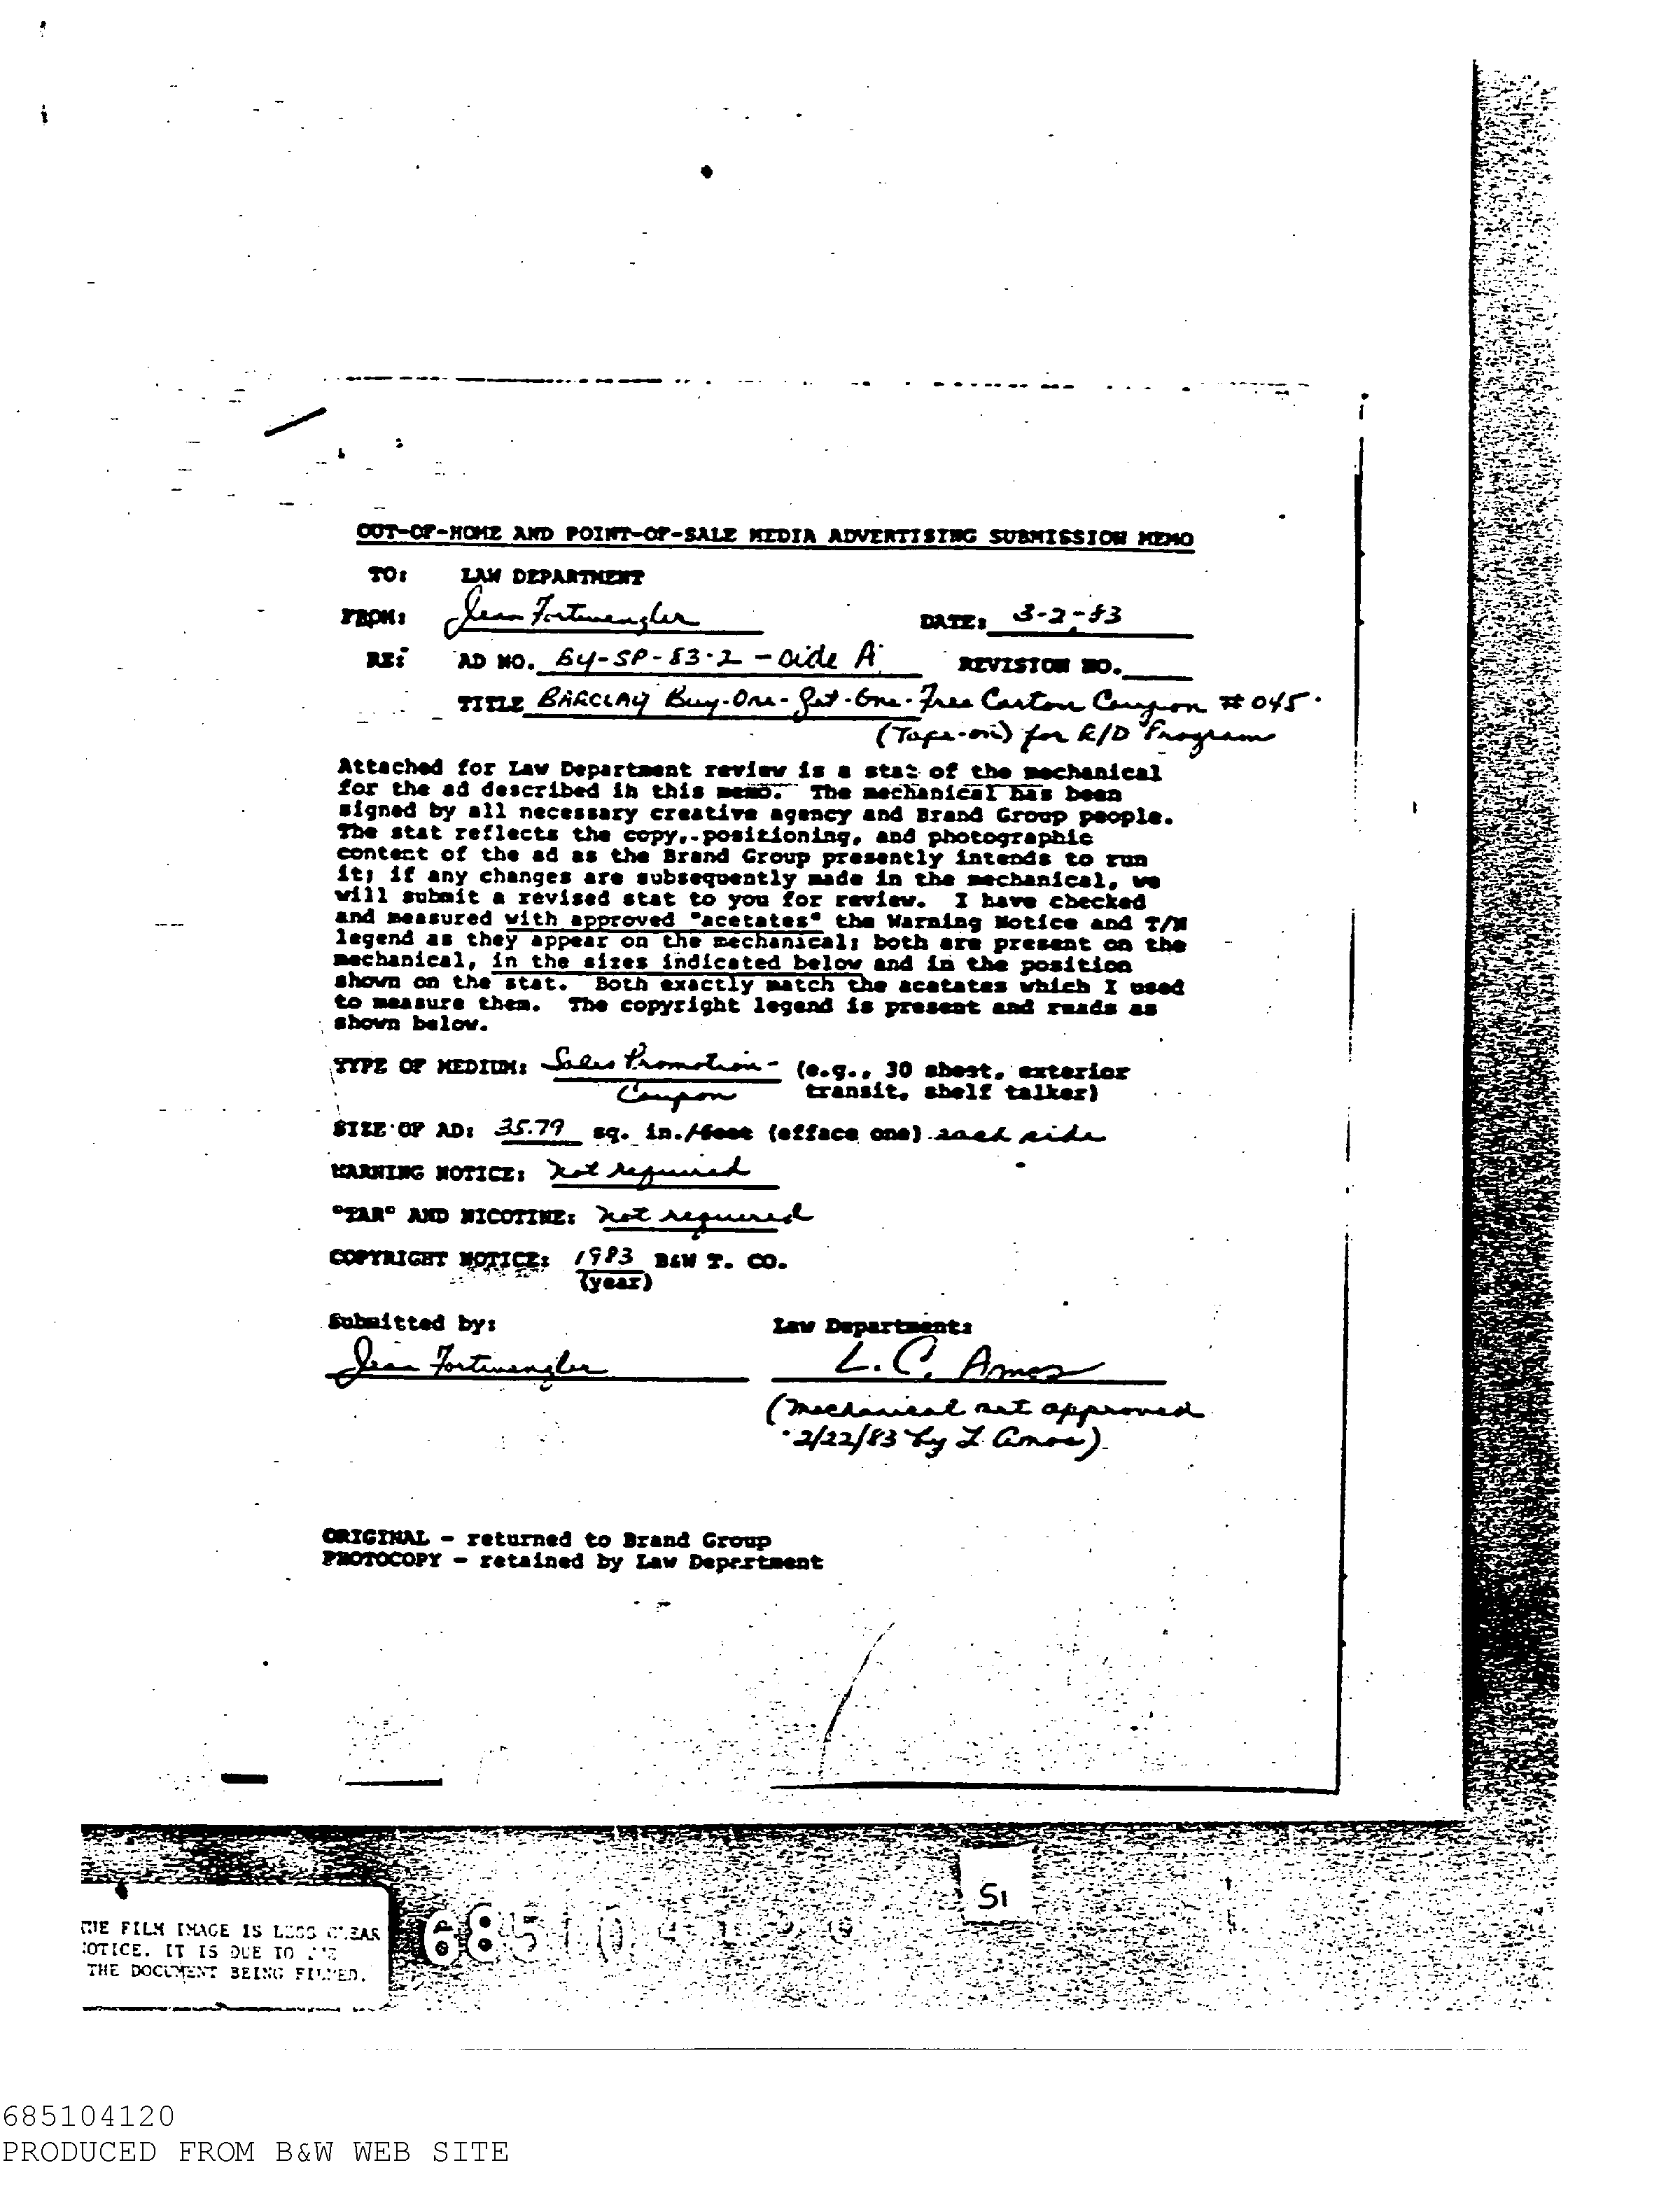 OUT-OF-HOME AND POINT-OF-SALE MEDIA ADVERTISING SUBMISSION MEMO
TO: LAW DEPARTMENT
FROM: Jean Fortwengler DATE: 3-2-83
RE: AD NO. BY-SP-83-2 - Side A REVISION NO.
TITLE BARCLAY Buy-One-Get-One-Free Carton Coupon #045
(Tape-on) for R/D Program
Attached for Law Department review is a stat of the mechanical
for the ad described in this memo. The mechanical has been
signed by all necessary creative agency and Brand Group people.
The stat reflects the copy, positioning, and photographic
content of the ad as the Brand Group presently intends to run
it; if any changes are subsequently made in the mechanical, we
will submit a revised stat to you for review. I have checked
and measured with approved "acetates" the Warning Notice and T/N
legend as they appear on the mechanical; both are present on the
mechanical, in the sizes indicated below and in the position
shown on the stat. Both exactly match the acetates which I used
to measure them. The copyright legend is present and reads as
shown below.
TYPE OF MEDIUM: Sales Promotion- (e.g., 30 sheet, exterior
Coupon transit, shelf talker)
SIZE OF AD: 35.79 sq. in./feet (efface one) each side
WARNING NOTICE: Not required
"TAR" AND NICOTINE: Not required
COPYRIGHT NOTICE: 1983 B&W T. CO.
(year)
Submitted by: Law Department:
Jean Fortwengler L. C. Amos
(Mechanical art approved
2/22/83 by L Amos)
ORIGINAL - returned to Brand Group
PHOTOCOPY - retained by Law Department
51
THE FILM IMAGE IS LESS CLEAR
NOTICE. IT IS DUE TO
THE DOCUMENT BEING FILMED.
685104120
PRODUCED FROM B&W WEB SITE